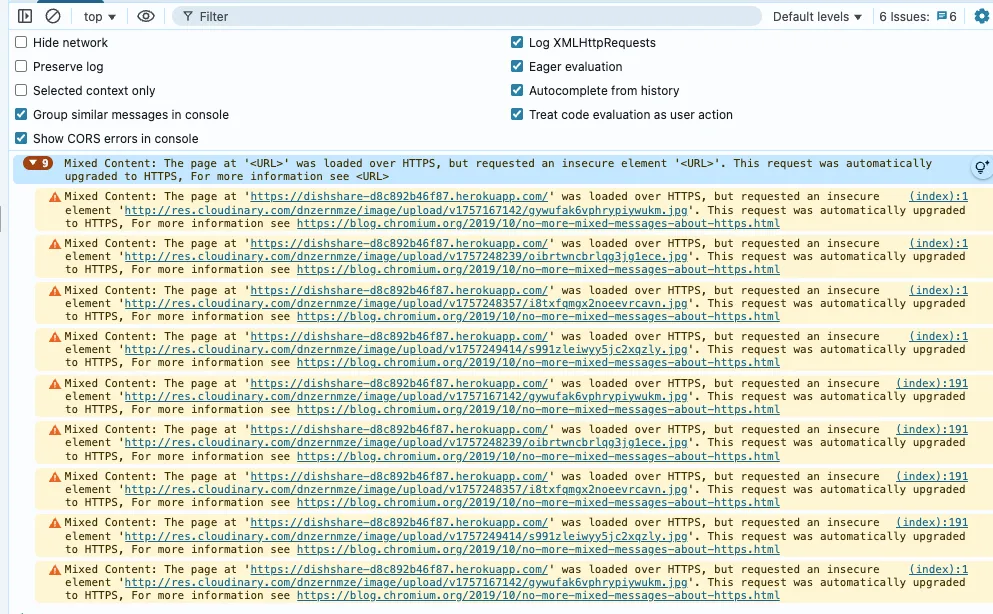 top ▼ Filter Default levels ▼ 6 Issues: 6
Hide network
Log XMLHttpRequests
Preserve log
Eager evaluation
Selected context only
Autocomplete from history
Group similar messages in console
Treat code evaluation as user action
Show CORS errors in console
▼ 9 Mixed Content: The page at '<URL>' was loaded over HTTPS, but requested an insecure element '<URL>'. This request was automatically
upgraded to HTTPS, For more information see <URL>
Mixed Content: The page at 'https://dishshare-d8c892b46f87.herokuapp.com/' was loaded over HTTPS, but requested an insecure (index):1
element 'http://res.cloudinary.com/dnzernmze/image/upload/v1757167142/gywufak6vphrypiywukm.jpg'. This request was automatically upgraded
to HTTPS, For more information see https://blog.chromium.org/2019/10/no-more-mixed-messages-about-https.html
Mixed Content: The page at 'https://dishshare-d8c892b46f87.herokuapp.com/' was loaded over HTTPS, but requested an insecure (index):1
element 'http://res.cloudinary.com/dnzernmze/image/upload/v1757248239/oibrtwncbrlqq3jg1ece.jpg'. This request was automatically upgraded
to HTTPS, For more information see https://blog.chromium.org/2019/10/no-more-mixed-messages-about-https.html
Mixed Content: The page at 'https://dishshare-d8c892b46f87.herokuapp.com/' was loaded over HTTPS, but requested an insecure (index):1
element 'http://res.cloudinary.com/dnzernmze/image/upload/v1757248357/i8txfqmgx2noeevrcavn.jpg'. This request was automatically upgraded
to HTTPS, For more information see https://blog.chromium.org/2019/10/no-more-mixed-messages-about-https.html
Mixed Content: The page at 'https://dishshare-d8c892b46f87.herokuapp.com/' was loaded over HTTPS, but requested an insecure (index):1
element 'http://res.cloudinary.com/dnzernmze/image/upload/v1757249414/s991zleiwyy5jc2xqzly.jpg'. This request was automatically upgraded
to HTTPS, For more information see https://blog.chromium.org/2019/10/no-more-mixed-messages-about-https.html
Mixed Content: The page at 'https://dishshare-d8c892b46f87.herokuapp.com/' was loaded over HTTPS, but requested an insecure (index):191
element 'http://res.cloudinary.com/dnzernmze/image/upload/v1757167142/gywufak6vphrypiywukm.jpg'. This request was automatically upgraded
to HTTPS, For more information see https://blog.chromium.org/2019/10/no-more-mixed-messages-about-https.html
Mixed Content: The page at 'https://dishshare-d8c892b46f87.herokuapp.com/' was loaded over HTTPS, but requested an insecure (index):191
element 'http://res.cloudinary.com/dnzernmze/image/upload/v1757248239/oibrtwncbrlqq3jg1ece.jpg'. This request was automatically upgraded
to HTTPS, For more information see https://blog.chromium.org/2019/10/no-more-mixed-messages-about-https.html
Mixed Content: The page at 'https://dishshare-d8c892b46f87.herokuapp.com/' was loaded over HTTPS, but requested an insecure (index):191
element 'http://res.cloudinary.com/dnzernmze/image/upload/v1757248357/i8txfqmgx2noeevrcavn.jpg'. This request was automatically upgraded
to HTTPS, For more information see https://blog.chromium.org/2019/10/no-more-mixed-messages-about-https.html
Mixed Content: The page at 'https://dishshare-d8c892b46f87.herokuapp.com/' was loaded over HTTPS, but requested an insecure (index):191
element 'http://res.cloudinary.com/dnzernmze/image/upload/v1757249414/s991zleiwyy5jc2xqzly.jpg'. This request was automatically upgraded
to HTTPS, For more information see https://blog.chromium.org/2019/10/no-more-mixed-messages-about-https.html
Mixed Content: The page at 'https://dishshare-d8c892b46f87.herokuapp.com/' was loaded over HTTPS, but requested an insecure (index):1
element 'http://res.cloudinary.com/dnzernmze/image/upload/v1757167142/gywufak6vphrypiywukm.jpg'. This request was automatically upgraded
to HTTPS, For more information see https://blog.chromium.org/2019/10/no-more-mixed-messages-about-https.html